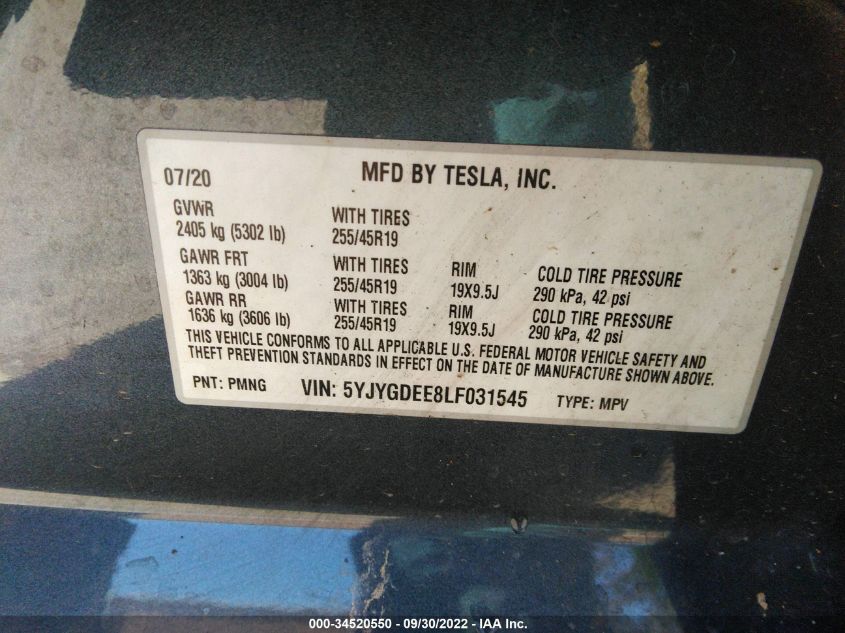 07/20 MFD BY TESLA, INC.
GVWR WITH TIRES
2405 kg (5302 lb) 255/45R19
GAWR FRT WITH TIRES RIM COLD TIRE PRESSURE
1363 kg (3004 lb) 255/45R19 19X9.5J 290 kPa, 42 psi
GAWR RR WITH TIRES RIM COLD TIRE PRESSURE
1636 kg (3606 lb) 255/45R19 19X9.5J 290 kPa, 42 psi
THIS VEHICLE CONFORMS TO ALL APPLICABLE U.S. FEDERAL MOTOR VEHICLE SAFETY AND
THEFT PREVENTION STANDARDS IN EFFECT ON THE DATE OF MANUFACTURE SHOWN ABOVE.
PNT: PMNG VIN: 5YJYGDEE8LF031545 TYPE: MPV
000-34520550 - 09/30/2022 - IAA Inc.